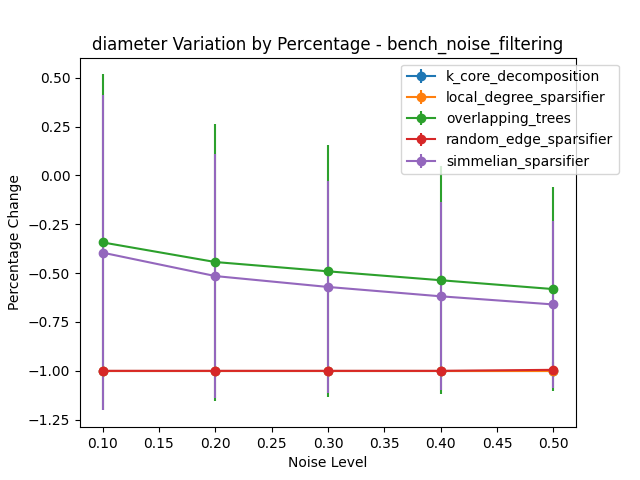 diameter Variation by Percentage - bench_noise_filtering
k_core_decomposition
local_degree_sparsifier
overlapping_trees
random_edge_sparsifier
simmelian_sparsifier
Percentage Change
0.50
0.25
0.00
−0.25
−0.50
−0.75
−1.00
−1.25
0.10 0.15 0.20 0.25 0.30 0.35 0.40 0.45 0.50
Noise Level